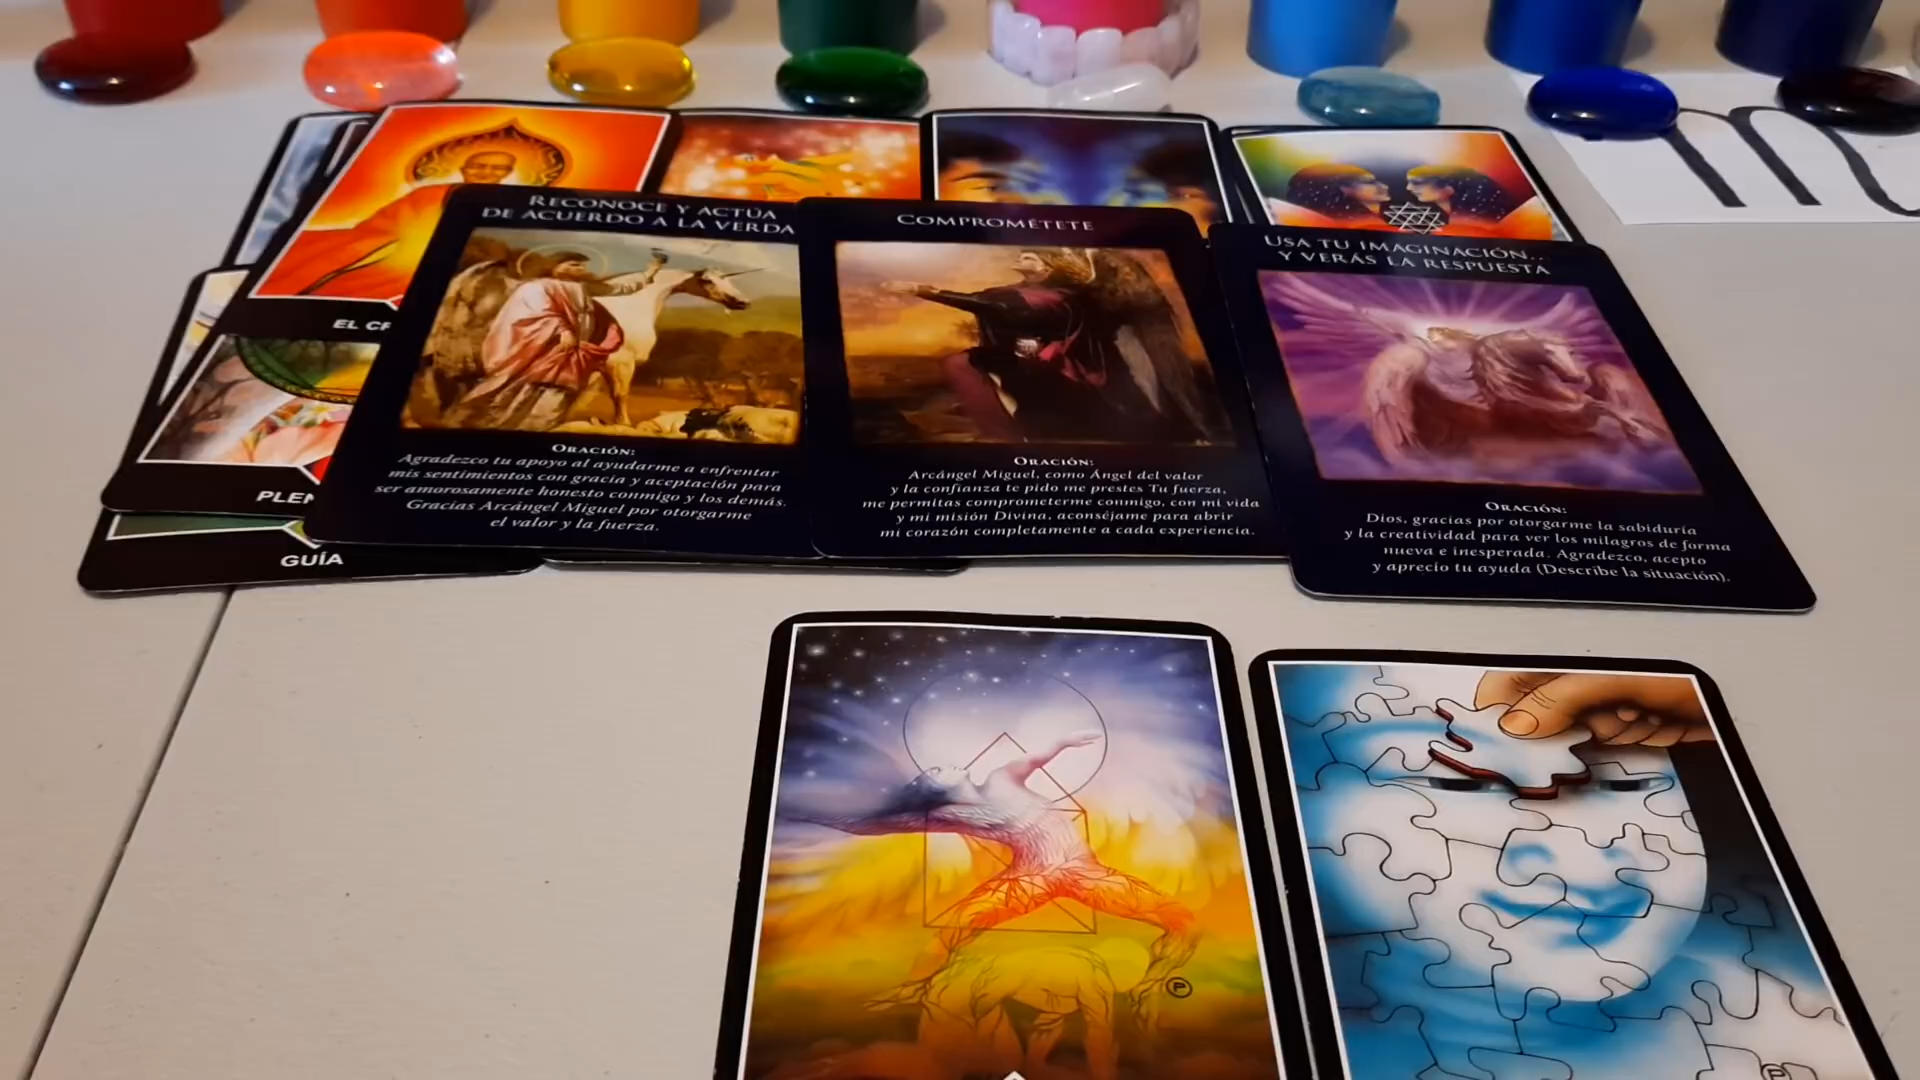 RECONOCE Y ACTÚA
DE ACUERDO A LA VERDA
ORACIÓN:
Agradezco tu apoyo al ayudarme a enfrentar
mis sentimientos con gracia y aceptación para
ser amorosamente honesto conmigo y los demás.
Gracias Arcángel Miguel por otorgarme
el valor y la fuerza.
COMPROMÉTETE
ORACIÓN:
Arcángel Miguel, como Ángel del valor
y la confianza te pido me prestes Tu fuerza,
me permitas comprometerme conmigo, con mi vida
y mi misión Divina, aconséjame para abrir
mi corazón completamente a cada experiencia.
USA TU IMAGINACIÓN...
Y VERÁS LA RESPUESTA
ORACIÓN:
Dios, gracias por otorgarme la sabiduría
y la creatividad para ver los milagros de forma
nueva e inesperada. Agradezco, acepto
y aprecio tu ayuda (Describe la situación).
EL CR
PLEN
GUÍA
P
P